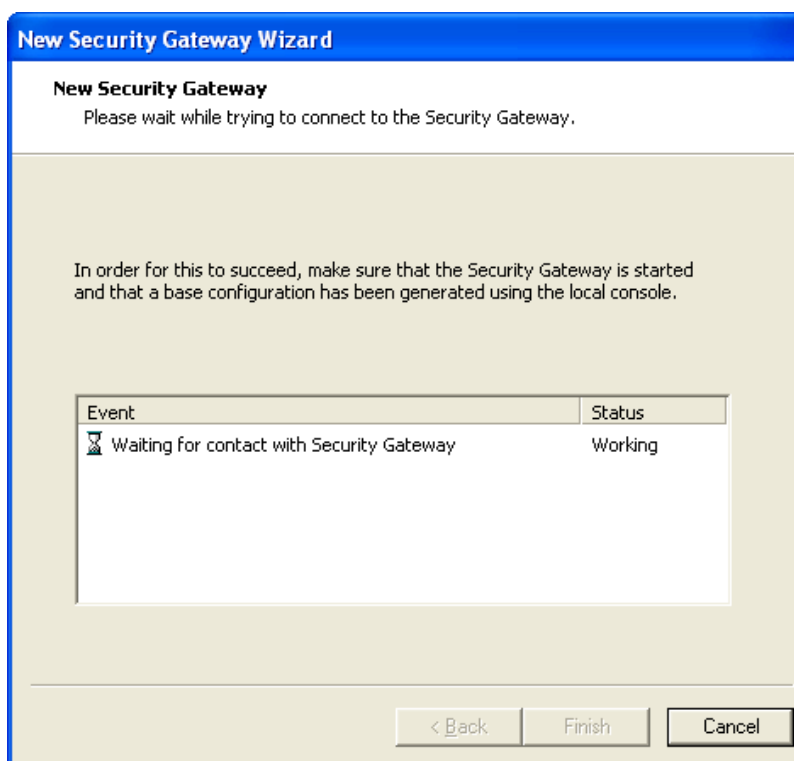 New Security Gateway Wizard
New Security Gateway
Please wait while trying to connect to the Security Gateway.
In order for this to succeed, make sure that the Security Gateway is started
and that a base configuration has been generated using the local console.
Event Status
Waiting for contact with Security Gateway Working
< Back Finish Cancel